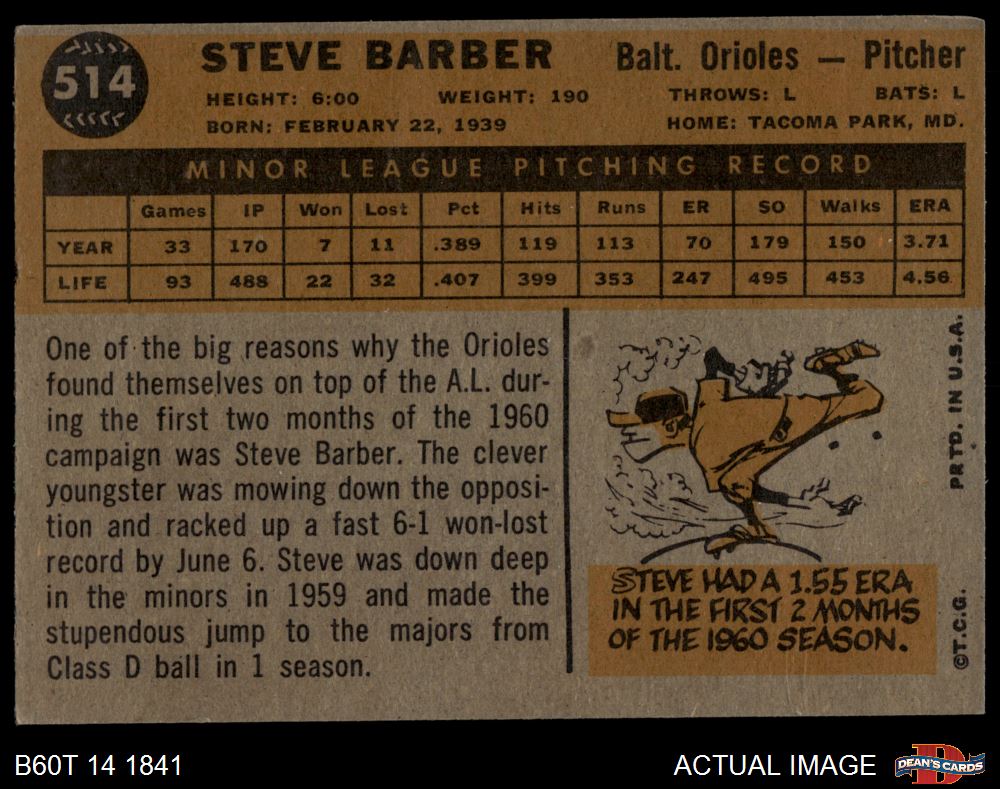 514
STEVE BARBER
Balt. Orioles — Pitcher
HEIGHT: 6:00 WEIGHT: 190 THROWS: L BATS: L
BORN: FEBRUARY 22, 1939 HOME: TACOMA PARK, MD.
MINOR LEAGUE PITCHING RECORD
Games IP Won Lost Pct Hits Runs ER SO Walks ERA
YEAR 33 170 7 11 .389 119 113 70 179 150 3.71
LIFE 93 488 22 32 .407 399 353 247 495 453 4.56
One of the big reasons why the Orioles
found themselves on top of the A.L. dur-
ing the first two months of the 1960
campaign was Steve Barber. The clever
youngster was mowing down the opposi-
tion and racked up a fast 6-1 won-lost
record by June 6. Steve was down deep
in the minors in 1959 and made the
stupendous jump to the majors from
Class D ball in 1 season.
STEVE HAD A 1.55 ERA
IN THE FIRST 2 MONTHS
OF THE 1960 SEASON.
©T.C.G. PRTD. IN U.S.A.
B60T 14 1841
ACTUAL IMAGE
DEAN'S CARDS